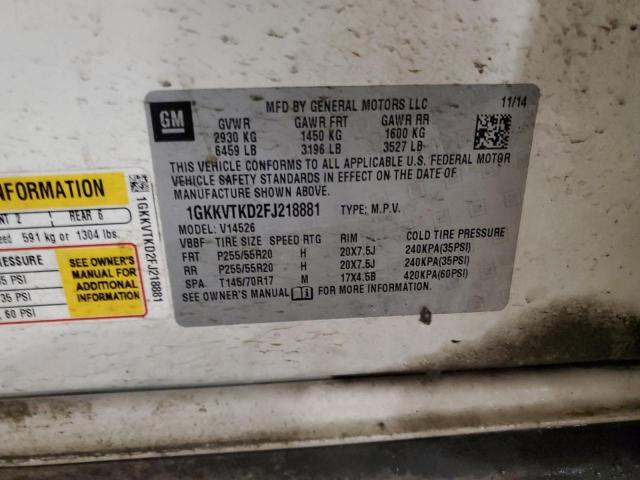 GM
MFD BY GENERAL MOTORS LLC 11/14
GVWR GAWR FRT GAWR RR
2930 KG 1450 KG 1600 KG
6459 LB 3196 LB 3527 LB
THIS VEHICLE CONFORMS TO ALL APPLICABLE U.S. FEDERAL MOTOR
VEHICLE SAFETY STANDARDS IN EFFECT ON THE DATE OF
MANUFACTURE SHOWN ABOVE.
1GKKVTKD2FJ218881 TYPE: M.P.V.
MODEL: V14526
VBBF TIRE SIZE SPEED RTG RIM COLD TIRE PRESSURE
FRT P255/55R20 H 20X7.5J 240KPA(35PSI)
RR P255/55R20 H 20X7.5J 240KPA(35PSI)
SPA T145/70R17 M 17X4.5B 420KPA(60PSI)
SEE OWNER'S MANUAL FOR MORE INFORMATION.
INFORMATION
2 REAR 6
591 kg or 1304 lbs.
PRESSURE
35 PSI
60 PSI
SEE OWNER'S
MANUAL FOR
ADDITIONAL
INFORMATION
1GKKVTKD2FJ218881